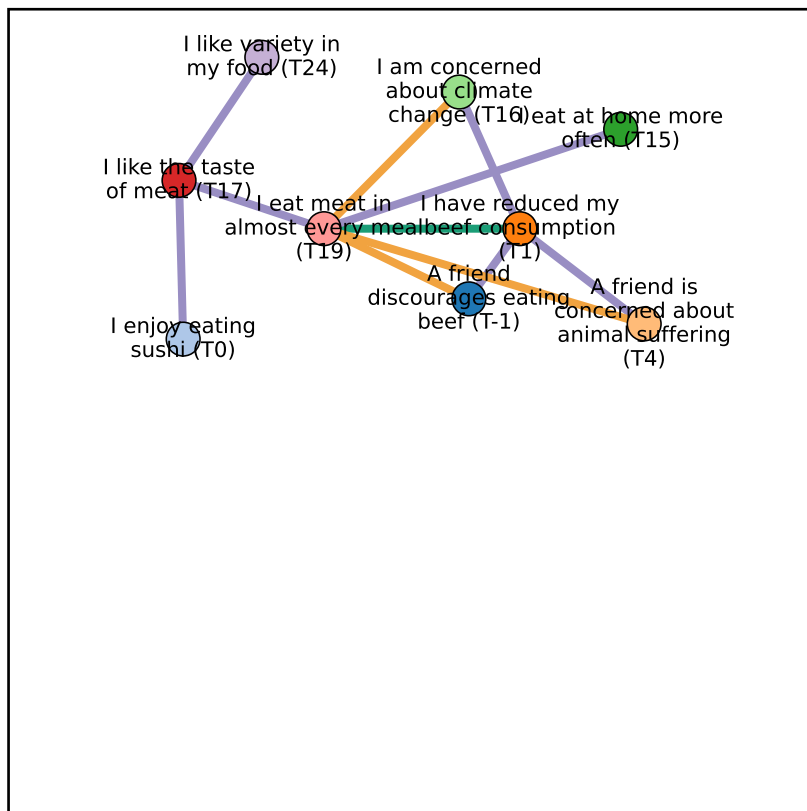 I like variety in
my food (T24)
I am concerned
about climate
change (T16)
I eat at home more
often (T15)
I like the taste
of meat (T17)
I eat meat in
almost every meal
(T19)
I have reduced my
beef consumption
(T1)
A friend
discourages eating
beef (T-1)
A friend is
concerned about
animal suffering
(T4)
I enjoy eating
sushi (T0)